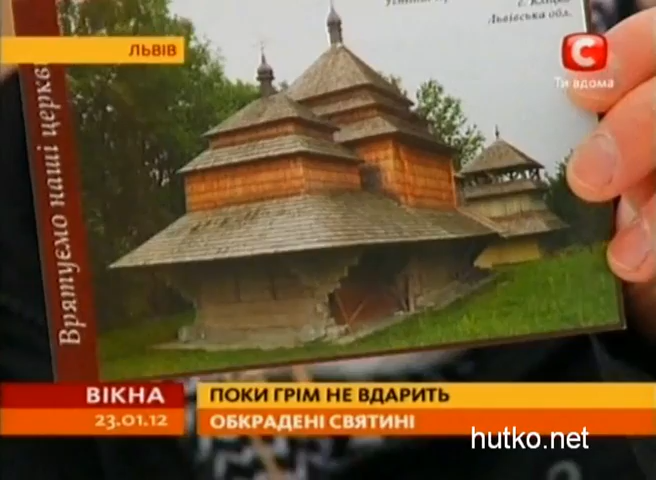 ЛЬВІВ
Львівська обл.
С
Ти вдома
Врятуємо наші церкви
ВІКНА
23.01.12
ПОКИ ГРІМ НЕ ВДАРИТЬ
ОБКРАДЕНІ СВЯТИНІ
hutko.net